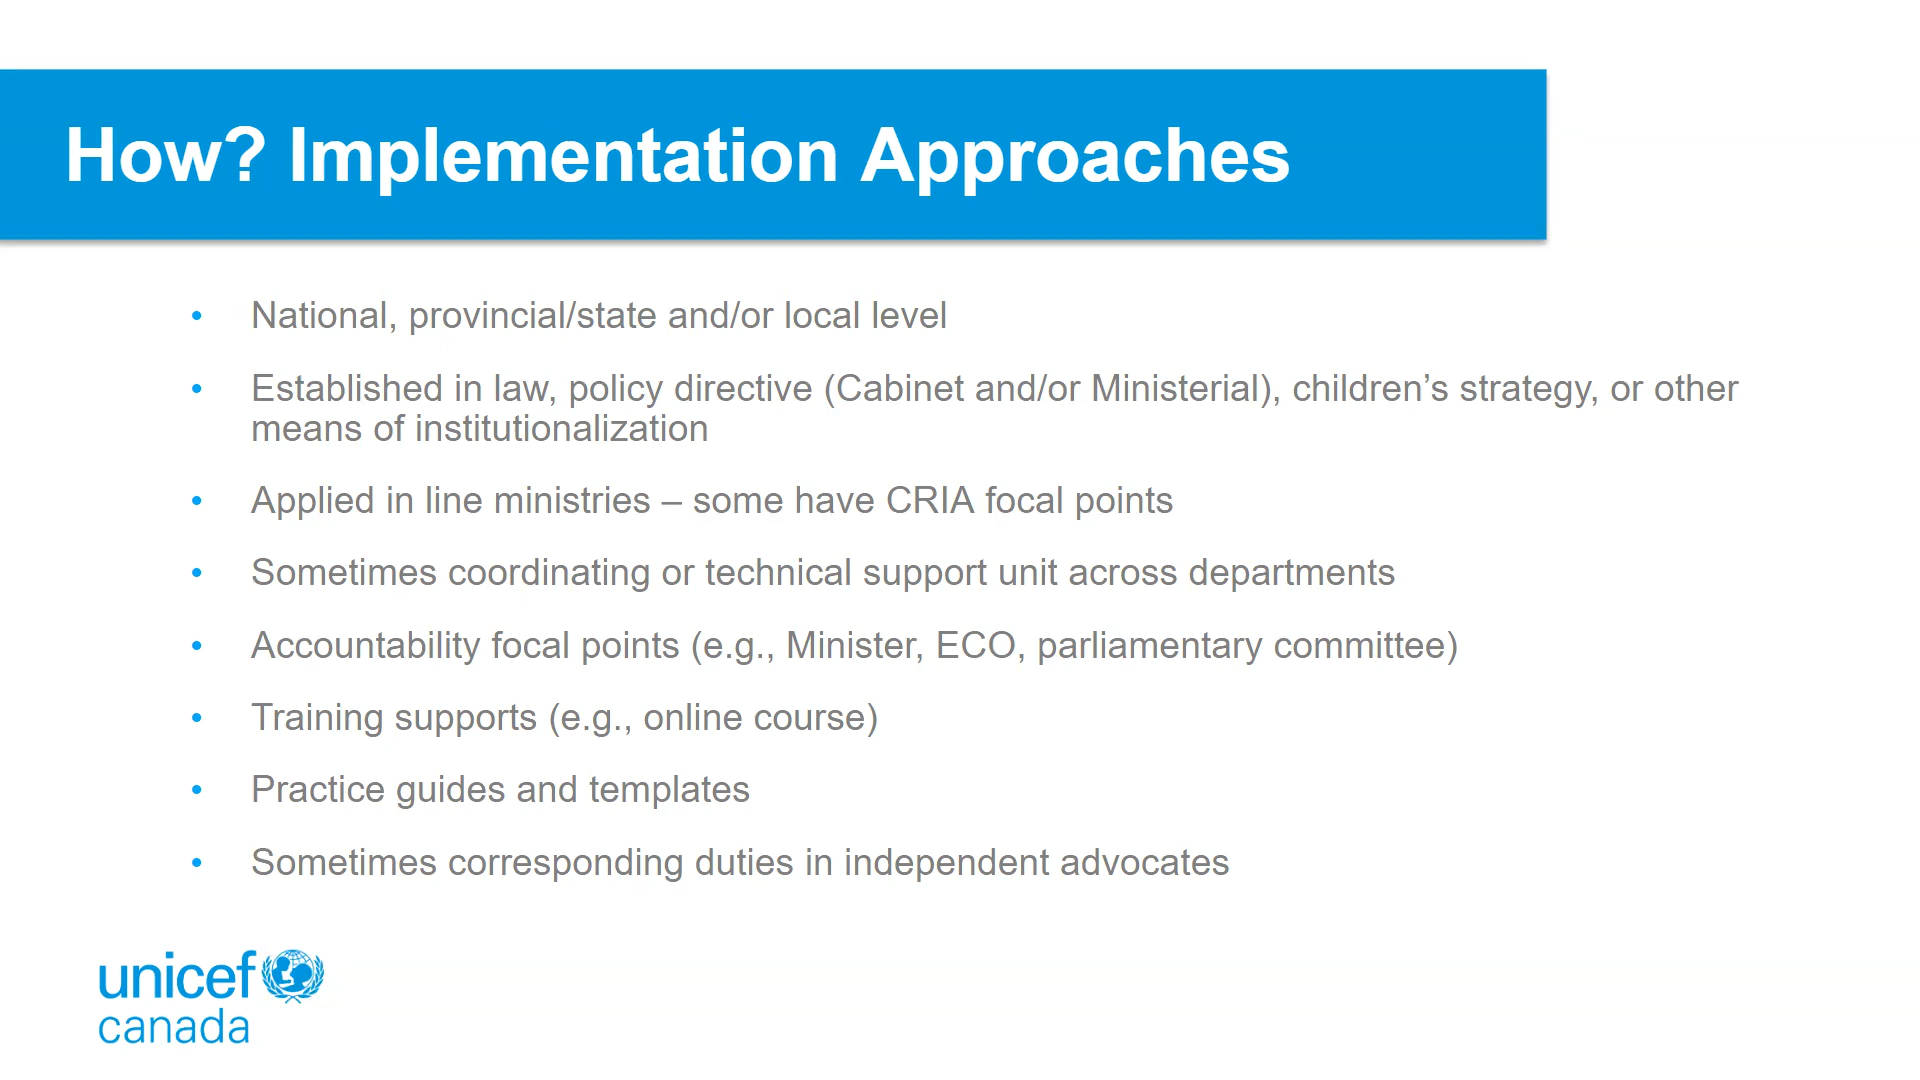 How? Implementation Approaches
• National, provincial/state and/or local level
• Established in law, policy directive (Cabinet and/or Ministerial), children’s strategy, or other
means of institutionalization
• Applied in line ministries – some have CRIA focal points
• Sometimes coordinating or technical support unit across departments
• Accountability focal points (e.g., Minister, ECO, parliamentary committee)
• Training supports (e.g., online course)
• Practice guides and templates
• Sometimes corresponding duties in independent advocates
unicef
canada